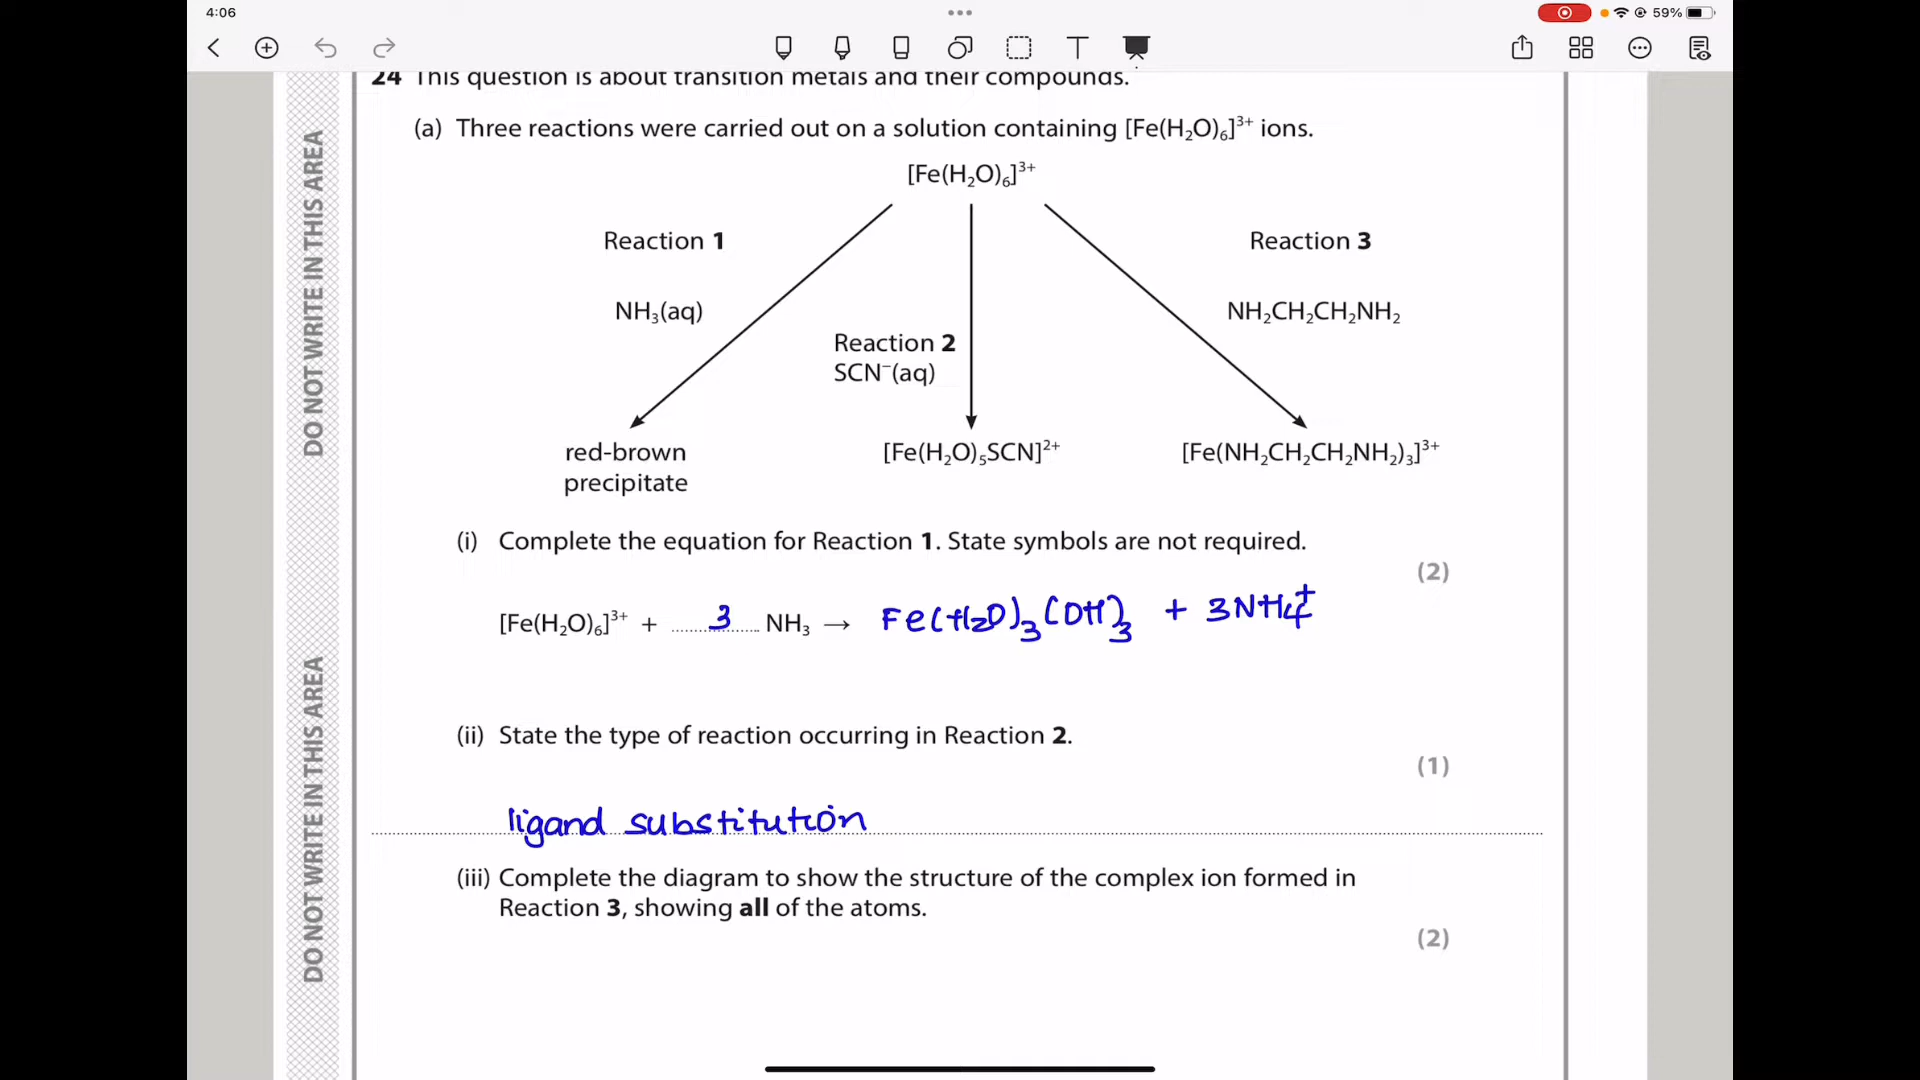 4:06
59%
24 This question is about transition metals and their compounds.
(a) Three reactions were carried out on a solution containing [Fe(H₂O)₆]³⁺ ions.
[Fe(H₂O)₆]³⁺
Reaction 1
Reaction 3
NH₃(aq)
NH₂CH₂CH₂NH₂
Reaction 2
SCN⁻(aq)
red-brown
precipitate
[Fe(H₂O)₅SCN]²⁺
[Fe(NH₂CH₂CH₂NH₂)₃]³⁺
(i) Complete the equation for Reaction 1. State symbols are not required.
(2)
[Fe(H₂O)₆]³⁺ + 3 NH₃ → Fe(H₂O)₃(OH)₃ + 3NH₄⁺
(ii) State the type of reaction occurring in Reaction 2.
(1)
ligand substitution
(iii) Complete the diagram to show the structure of the complex ion formed in
Reaction 3, showing all of the atoms.
(2)
DO NOT WRITE IN THIS AREA
DO NOT WRITE IN THIS AREA